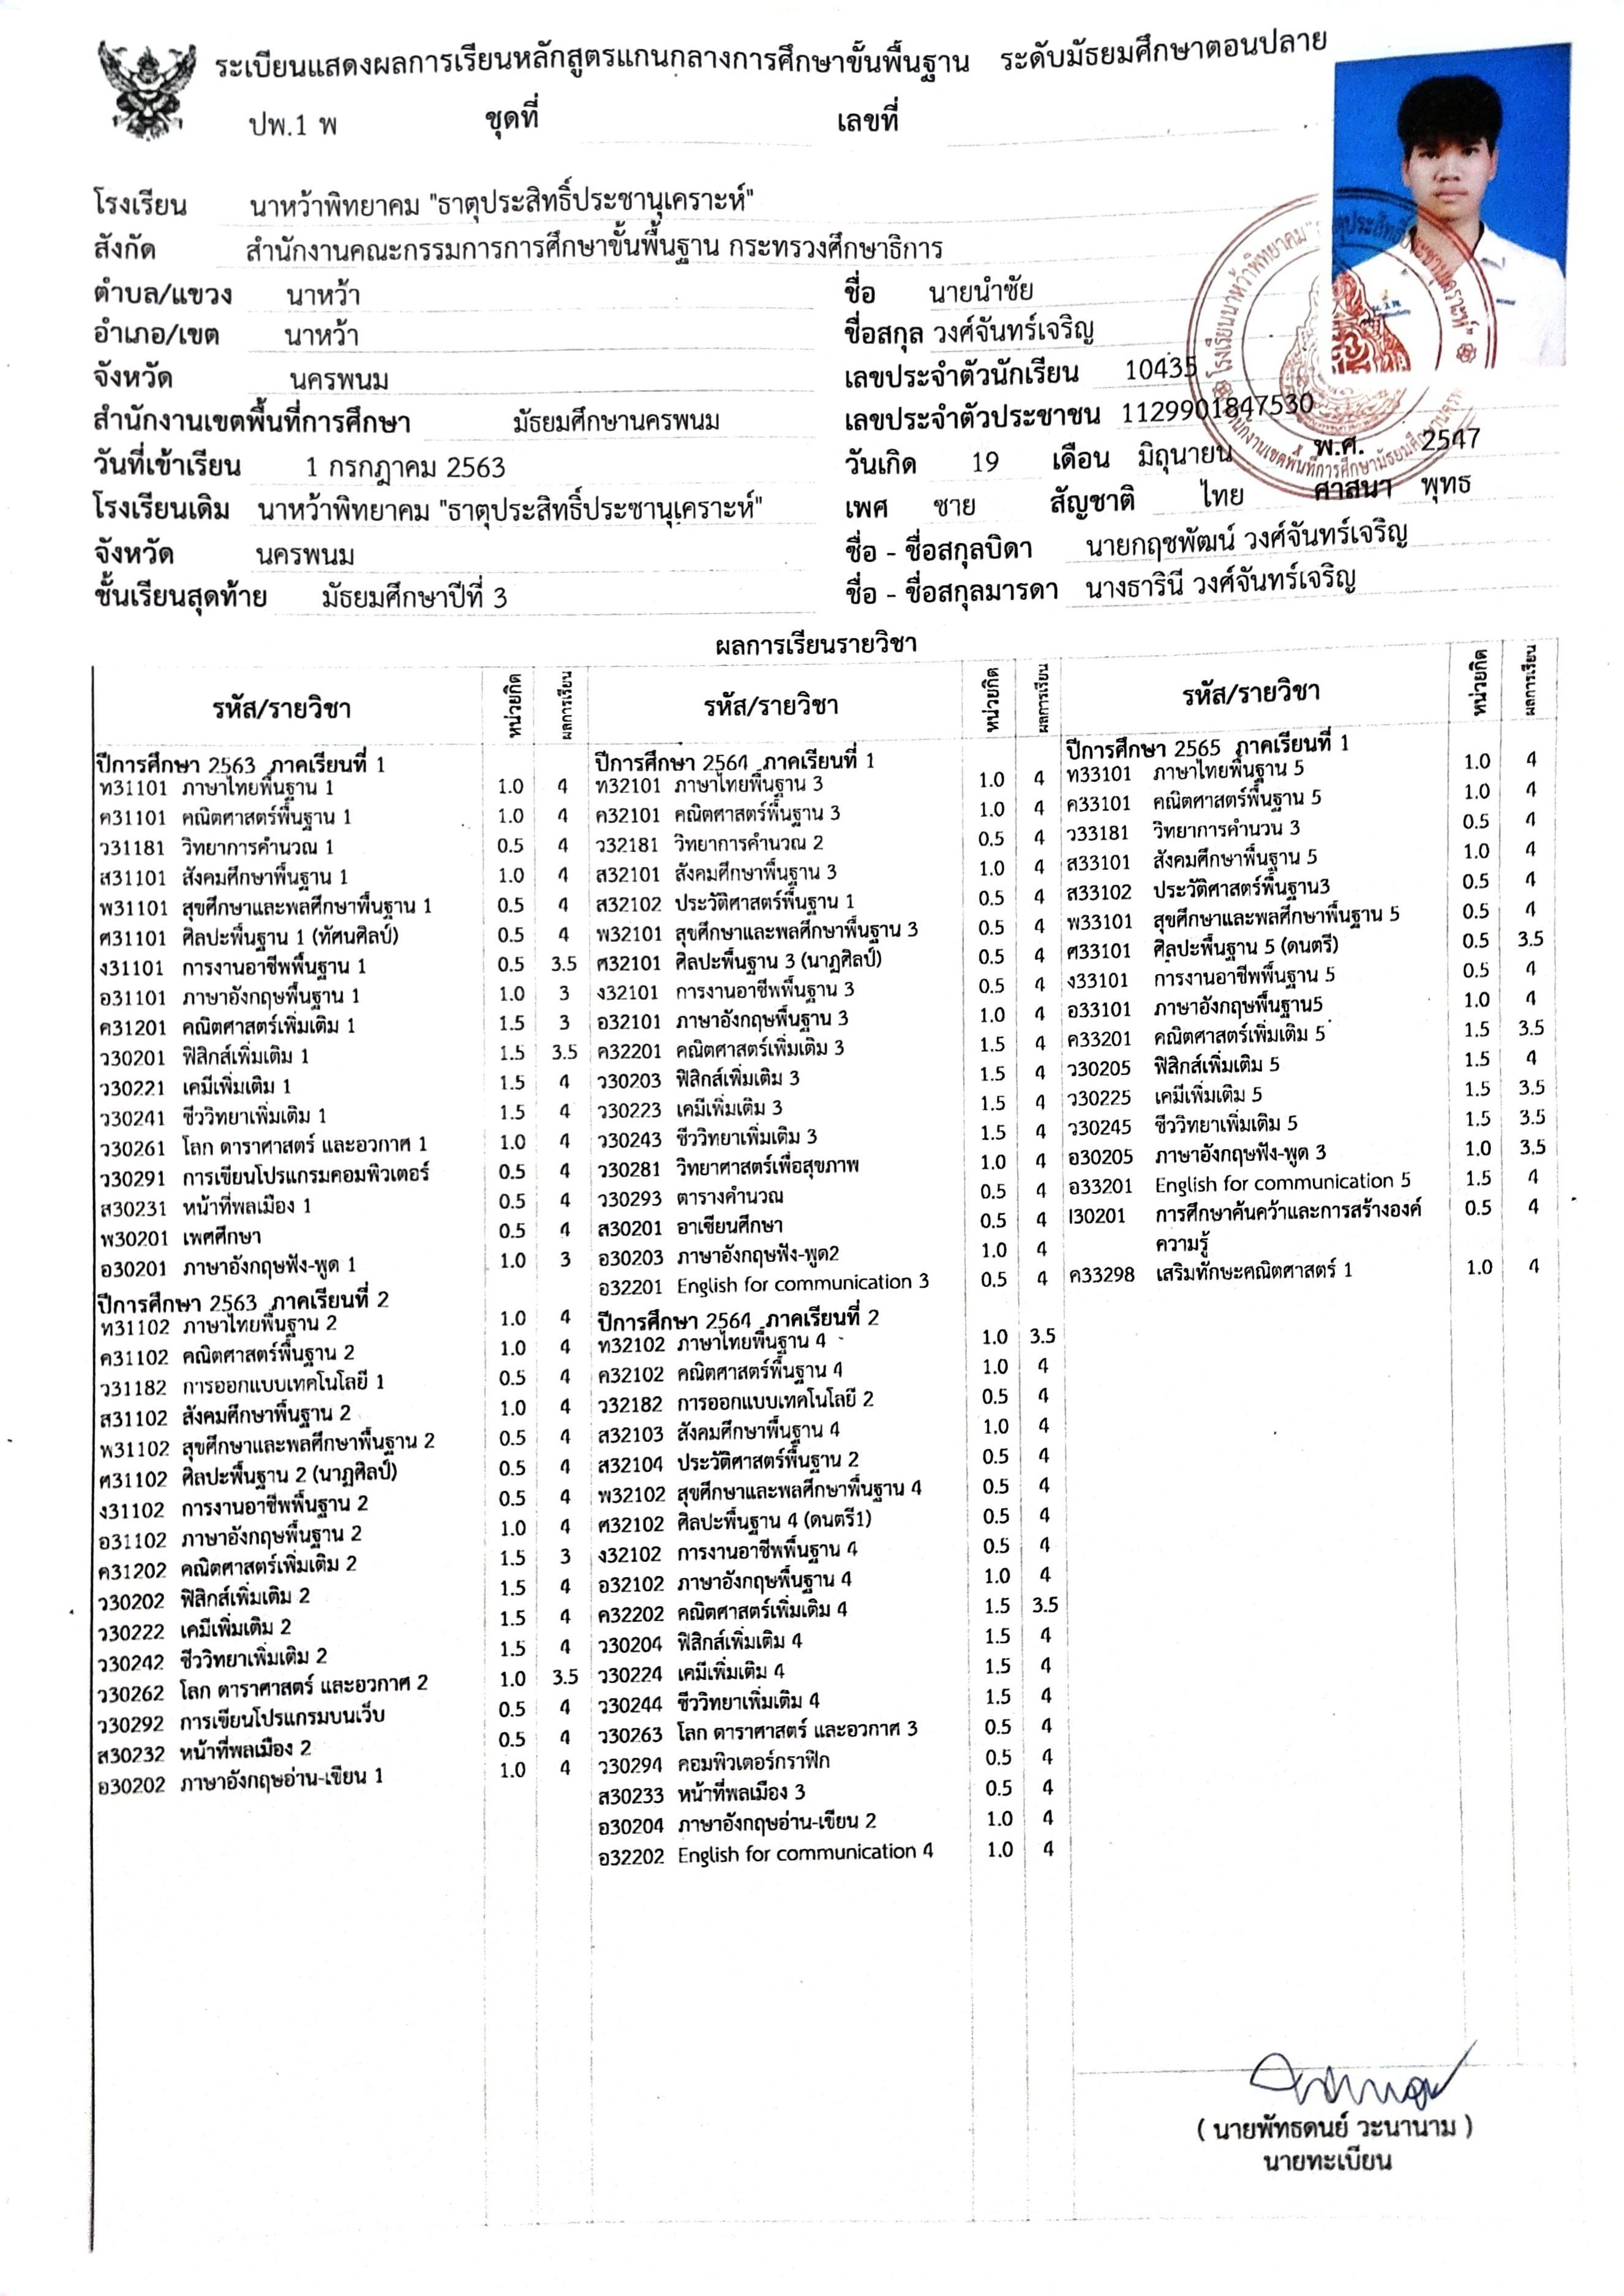 ระเบียนแสดงผลการเรียนหลักสูตรแกนกลางการศึกษาขั้นพื้นฐาน ระดับมัธยมศึกษาตอนปลาย
ปพ.1 พ ชุดที่ เลขที่
โรงเรียน นาหว้าพิทยาคม "ธาตุประสิทธิ์ประชานุเคราะห์"
สังกัด สำนักงานคณะกรรมการการศึกษาขั้นพื้นฐาน กระทรวงศึกษาธิการ
ตำบล/แขวง นาหว้า
อำเภอ/เขต นาหว้า
จังหวัด นครพนม
สำนักงานเขตพื้นที่การศึกษา มัธยมศึกษานครพนม
วันที่เข้าเรียน 1 กรกฎาคม 2563
โรงเรียนเดิม นาหว้าพิทยาคม "ธาตุประสิทธิ์ประชานุเคราะห์"
จังหวัด นครพนม
ชั้นเรียนสุดท้าย มัธยมศึกษาปีที่ 3
ชื่อ นายนำชัย
ชื่อสกุล วงศ์จันทร์เจริญ
เลขประจำตัวนักเรียน 10435
เลขประจำตัวประชาชน 1129901847530
วันเกิด 19 เดือน มิถุนายน พ.ศ. 2547
เพศ ชาย สัญชาติ ไทย ศาสนา พุทธ
ชื่อ - ชื่อสกุลบิดา นายกฤชพัฒน์ วงศ์จันทร์เจริญ
ชื่อ - ชื่อสกุลมารดา นางธารินี วงศ์จันทร์เจริญ
ผลการเรียนรายวิชา
รหัส/รายวิชา หน่วยกิต ผลการเรียน
ปีการศึกษา 2563 ภาคเรียนที่ 1
ท31101 ภาษาไทยพื้นฐาน 1 1.0 4
ค31101 คณิตศาสตร์พื้นฐาน 1 1.0 4
ว31181 วิทยาการคำนวณ 1 0.5 4
ส31101 สังคมศึกษาพื้นฐาน 1 1.0 4
พ31101 สุขศึกษาและพลศึกษาพื้นฐาน 1 0.5 4
ศ31101 ศิลปะพื้นฐาน 1 (ทัศนศิลป์) 0.5 4
ง31101 การงานอาชีพพื้นฐาน 1 0.5 3.5
อ31101 ภาษาอังกฤษพื้นฐาน 1 1.0 3
ค31201 คณิตศาสตร์เพิ่มเติม 1 1.5 3
ว30201 ฟิสิกส์เพิ่มเติม 1 1.5 3.5
ว30221 เคมีเพิ่มเติม 1 1.5 4
ว30241 ชีววิทยาเพิ่มเติม 1 1.5 4
ว30261 โลก ดาราศาสตร์ และอวกาศ 1 1.0 4
ว30291 การเขียนโปรแกรมคอมพิวเตอร์ 0.5 4
ส30231 หน้าที่พลเมือง 1 0.5 4
พ30201 เพศศึกษา 0.5 4
อ30201 ภาษาอังกฤษฟัง-พูด 1 1.0 3
ปีการศึกษา 2563 ภาคเรียนที่ 2
ท31102 ภาษาไทยพื้นฐาน 2 1.0 4
ค31102 คณิตศาสตร์พื้นฐาน 2 1.0 4
ว31182 การออกแบบเทคโนโลยี 1 0.5 4
ส31102 สังคมศึกษาพื้นฐาน 2 1.0 4
พ31102 สุขศึกษาและพลศึกษาพื้นฐาน 2 0.5 4
ศ31102 ศิลปะพื้นฐาน 2 (นาฏศิลป์) 0.5 4
ง31102 การงานอาชีพพื้นฐาน 2 0.5 4
อ31102 ภาษาอังกฤษพื้นฐาน 2 1.0 4
ค31202 คณิตศาสตร์เพิ่มเติม 2 1.5 3
ว30202 ฟิสิกส์เพิ่มเติม 2 1.5 4
ว30222 เคมีเพิ่มเติม 2 1.5 4
ว30242 ชีววิทยาเพิ่มเติม 2 1.5 4
ว30262 โลก ดาราศาสตร์ และอวกาศ 2 1.0 3.5
ว30292 การเขียนโปรแกรมบนเว็บ 0.5 4
ส30232 หน้าที่พลเมือง 2 0.5 4
อ30202 ภาษาอังกฤษอ่าน-เขียน 1 1.0 4
รหัส/รายวิชา หน่วยกิต ผลการเรียน
ปีการศึกษา 2564 ภาคเรียนที่ 1
ท32101 ภาษาไทยพื้นฐาน 3 1.0 4
ค32101 คณิตศาสตร์พื้นฐาน 3 1.0 4
ว32181 วิทยาการคำนวณ 2 0.5 4
ส32101 สังคมศึกษาพื้นฐาน 3 1.0 4
ส32102 ประวัติศาสตร์พื้นฐาน 1 0.5 4
พ32101 สุขศึกษาและพลศึกษาพื้นฐาน 3 0.5 4
ศ32101 ศิลปะพื้นฐาน 3 (นาฏศิลป์) 0.5 4
ง32101 การงานอาชีพพื้นฐาน 3 0.5 4
อ32101 ภาษาอังกฤษพื้นฐาน 3 1.0 4
ค32201 คณิตศาสตร์เพิ่มเติม 3 1.5 4
ว30203 ฟิสิกส์เพิ่มเติม 3 1.5 4
ว30223 เคมีเพิ่มเติม 3 1.5 4
ว30243 ชีววิทยาเพิ่มเติม 3 1.5 4
ว30281 วิทยาศาสตร์เพื่อสุขภาพ 1.0 4
ว30293 ตารางคำนวณ 0.5 4
ส30201 อาเซียนศึกษา 0.5 4
อ30203 ภาษาอังกฤษฟัง-พูด2 1.0 4
อ32201 English for communication 3 0.5 4
ปีการศึกษา 2564 ภาคเรียนที่ 2
ท32102 ภาษาไทยพื้นฐาน 4 1.0 3.5
ค32102 คณิตศาสตร์พื้นฐาน 4 1.0 4
ว32182 การออกแบบเทคโนโลยี 2 0.5 4
ส32103 สังคมศึกษาพื้นฐาน 4 1.0 4
ส32104 ประวัติศาสตร์พื้นฐาน 2 0.5 4
พ32102 สุขศึกษาและพลศึกษาพื้นฐาน 4 0.5 4
ศ32102 ศิลปะพื้นฐาน 4 (ดนตรี1) 0.5 4
ง32102 การงานอาชีพพื้นฐาน 4 0.5 4
อ32102 ภาษาอังกฤษพื้นฐาน 4 1.0 4
ค32202 คณิตศาสตร์เพิ่มเติม 4 1.5 3.5
ว30204 ฟิสิกส์เพิ่มเติม 4 1.5 4
ว30224 เคมีเพิ่มเติม 4 1.5 4
ว30244 ชีววิทยาเพิ่มเติม 4 1.5 4
ว30263 โลก ดาราศาสตร์ และอวกาศ 3 0.5 4
ว30294 คอมพิวเตอร์กราฟิก 0.5 4
ส30233 หน้าที่พลเมือง 3 0.5 4
อ30204 ภาษาอังกฤษอ่าน-เขียน 2 1.0 4
อ32202 English for communication 4 1.0 4
รหัส/รายวิชา หน่วยกิต ผลการเรียน
ปีการศึกษา 2565 ภาคเรียนที่ 1
ท33101 ภาษาไทยพื้นฐาน 5 1.0 4
ค33101 คณิตศาสตร์พื้นฐาน 5 1.0 4
ว33181 วิทยาการคำนวน 3 0.5 4
ส33101 สังคมศึกษาพื้นฐาน 5 1.0 4
ส33102 ประวัติศาสตร์พื้นฐาน3 0.5 4
พ33101 สุขศึกษาและพลศึกษาพื้นฐาน 5 0.5 4
ศ33101 ศิลปะพื้นฐาน 5 (ดนตรี) 0.5 3.5
ง33101 การงานอาชีพพื้นฐาน 5 0.5 4
อ33101 ภาษาอังกฤษพื้นฐาน5 1.0 4
ค33201 คณิตศาสตร์เพิ่มเติม 5 1.5 3.5
ว30205 ฟิสิกส์เพิ่มเติม 5 1.5 4
ว30225 เคมีเพิ่มเติม 5 1.5 3.5
ว30245 ชีววิทยาเพิ่มเติม 5 1.5 3.5
อ30205 ภาษาอังกฤษฟัง-พูด 3 1.0 3.5
อ33201 English for communication 5 1.5 4
I30201 การศึกษาค้นคว้าและการสร้างองค์ 0.5 4
ความรู้
ค33298 เสริมทักษะคณิตศาสตร์ 1 1.0 4
( นายพัทธดนย์ วะนานาม )
นายทะเบียน